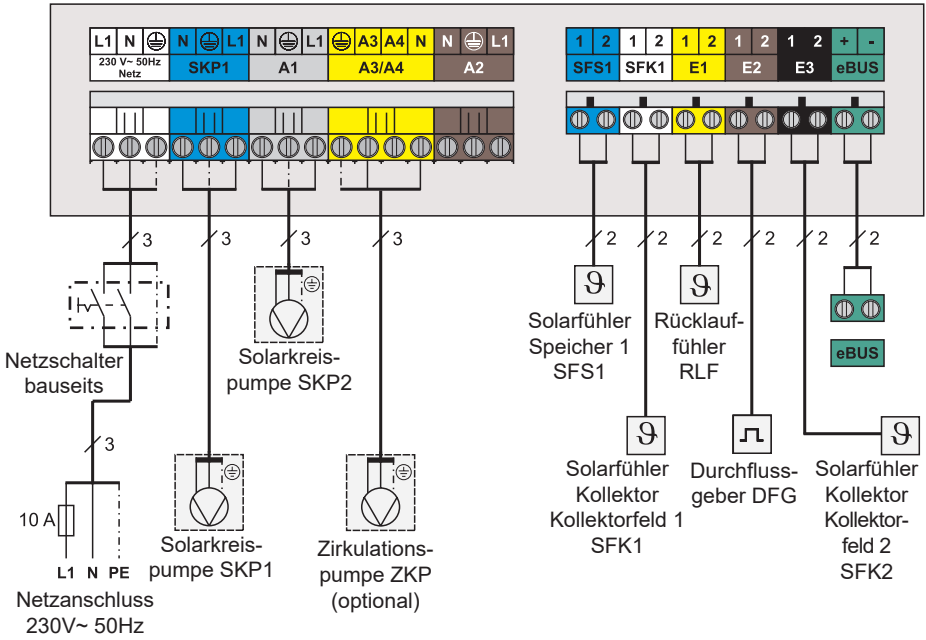 L1 N N L1 N L1 A3 A4 N N L1
230 V~ 50Hz
Netz
SKP1
A1
A3/A4
A2
1 2 1 2 1 2 1 2 1 2 + -
SFS1 SFK1 E1 E2 E3 eBUS
3 3 3 3
2 2 2 2 2 2
Netzschalter
bauseits
3
10 A
L1 N PE
Netzanschluss
230V~ 50Hz
Solarkreis-
pumpe SKP1
Solarkreis-
pumpe SKP2
Zirkulations-
pumpe ZKP
(optional)
ϑ
Solarfühler
Speicher 1
SFS1
ϑ
Rücklauf-
fühler
RLF
eBUS
ϑ
Solarfühler
Kollektor
Kollektorfeld 1
SFK1
Durchfluss-
geber DFG
ϑ
Solarfühler
Kollektor
Kollektor-
feld 2
SFK2